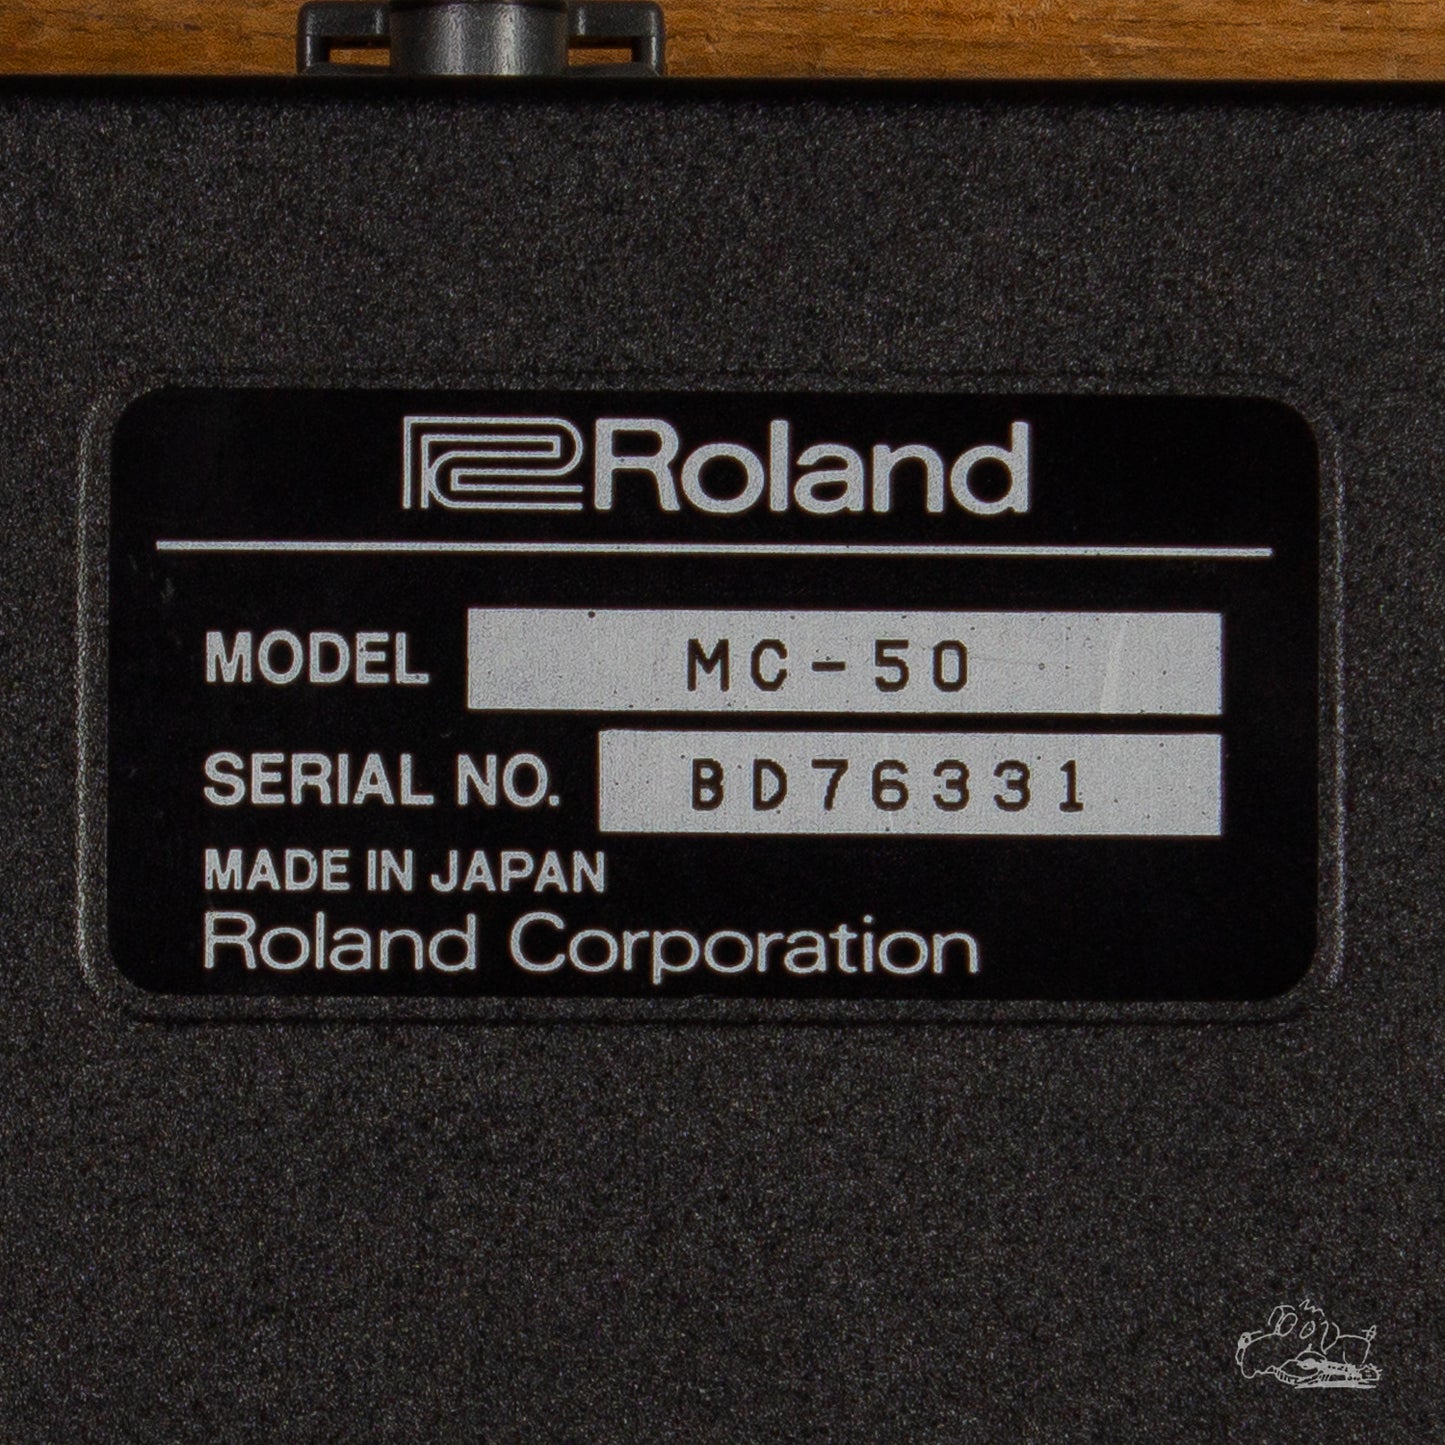 Roland
MODEL MC-50
SERIAL NO. BD76331
MADE IN JAPAN
Roland Corporation